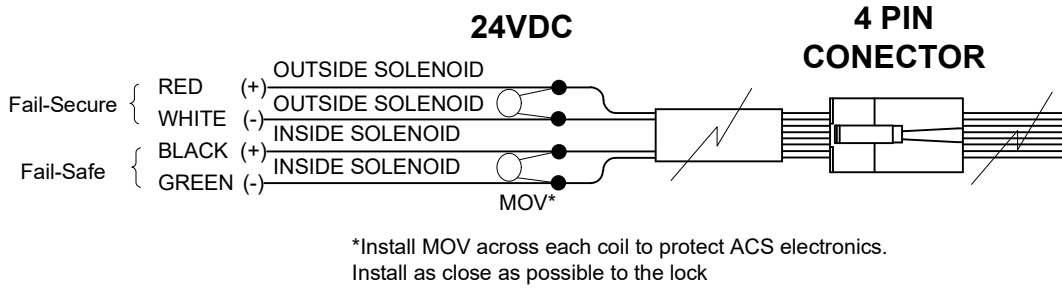 24VDC
4 PIN
CONECTOR
Fail-Secure
RED (+) OUTSIDE SOLENOID
WHITE (-) OUTSIDE SOLENOID
Fail-Safe
BLACK (+) INSIDE SOLENOID
GREEN (-) INSIDE SOLENOID
MOV*
*Install MOV across each coil to protect ACS electronics.
Install as close as possible to the lock